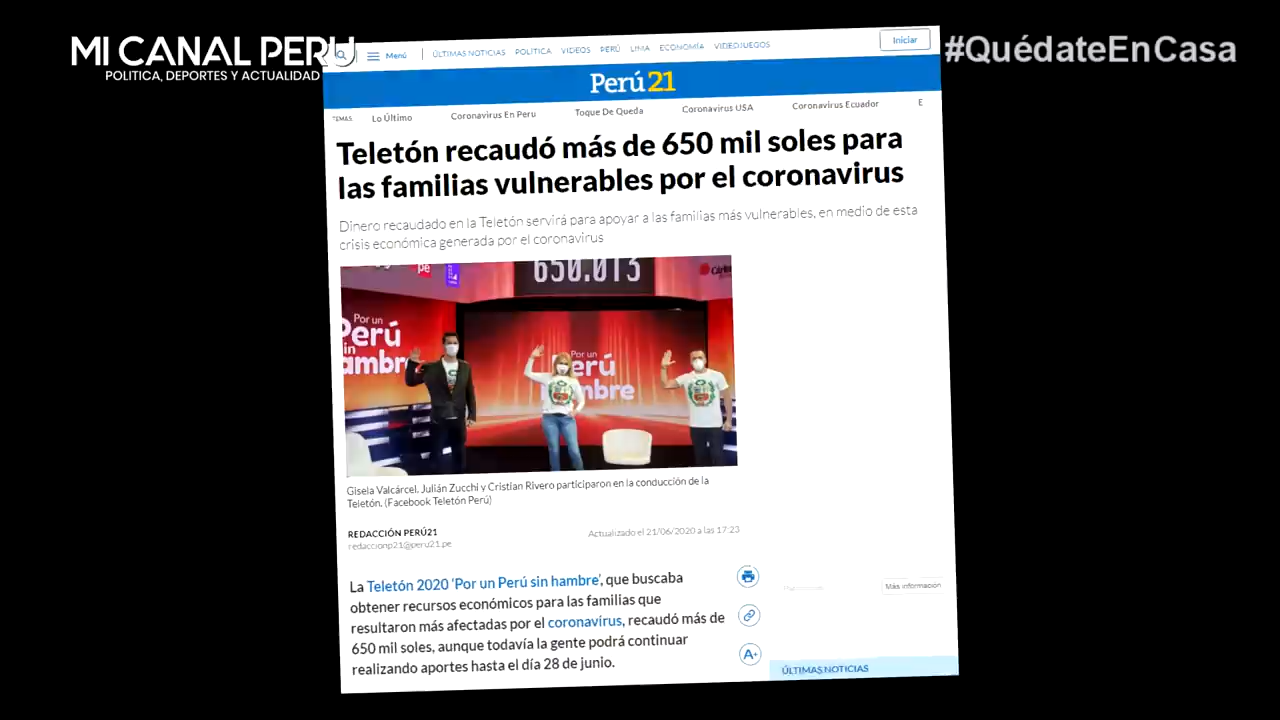 MI CANAL PERU
POLITICA, DEPORTES Y ACTUALIDAD
#QuédateEnCasa
Menú
ÚLTIMAS NOTICIAS POLÍTICA VIDEOS PERÚ LIMA ECONOMÍA VIDEOJUEGOS
Iniciar
Perú21
TEMAS: Lo Último Coronavirus En Peru Toque De Queda Coronavirus USA Coronavirus Ecuador E
Teletón recaudó más de 650 mil soles para
las familias vulnerables por el coronavirus
Dinero recaudado en la Teletón servirá para apoyar a las familias más vulnerables, en medio de esta
crisis económica generada por el coronavirus
650.013
Por un
Perú
sin
hambre
Por un
Perú
hambre
Gisela Valcárcel, Julián Zucchi y Cristian Rivero participaron en la conducción de la
Teletón. (Facebook Teletón Perú)
REDACCIÓN PERÚ21
redaccionp21@peru21.pe
Actualizado el 21/06/2020 a las 17:23
La Teletón 2020 'Por un Perú sin hambre', que buscaba
obtener recursos económicos para las familias que
resultaron más afectadas por el coronavirus, recaudó más de
650 mil soles, aunque todavía la gente podrá continuar
realizando aportes hasta el día 28 de junio.
A+
Más información
ÚLTIMAS NOTICIAS